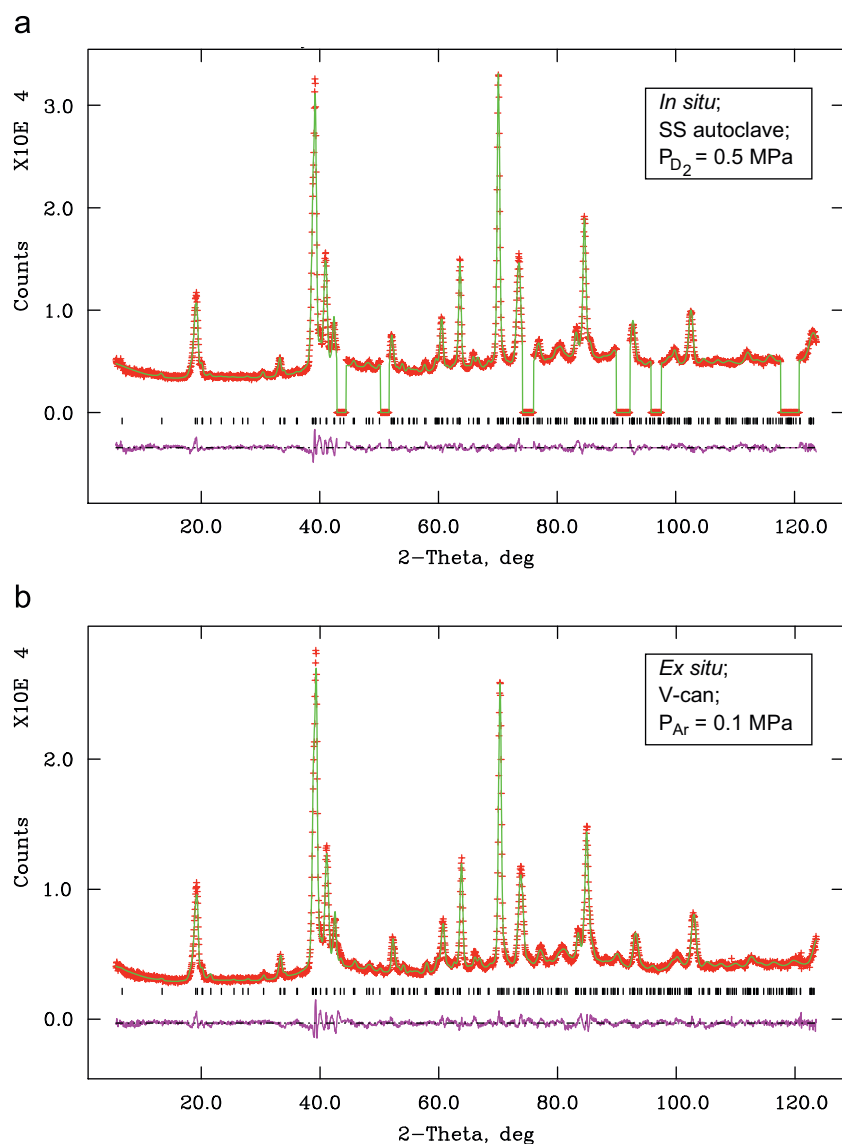 a
X10E 4
Counts
3.0
2.0
1.0
0.0
In situ;
SS autoclave;
P_D2 = 0.5 MPa
20.0 40.0 60.0 80.0 100.0 120.0
2-Theta, deg
b
X10E 4
Counts
2.0
1.0
0.0
Ex situ;
V-can;
P_Ar = 0.1 MPa
20.0 40.0 60.0 80.0 100.0 120.0
2-Theta, deg